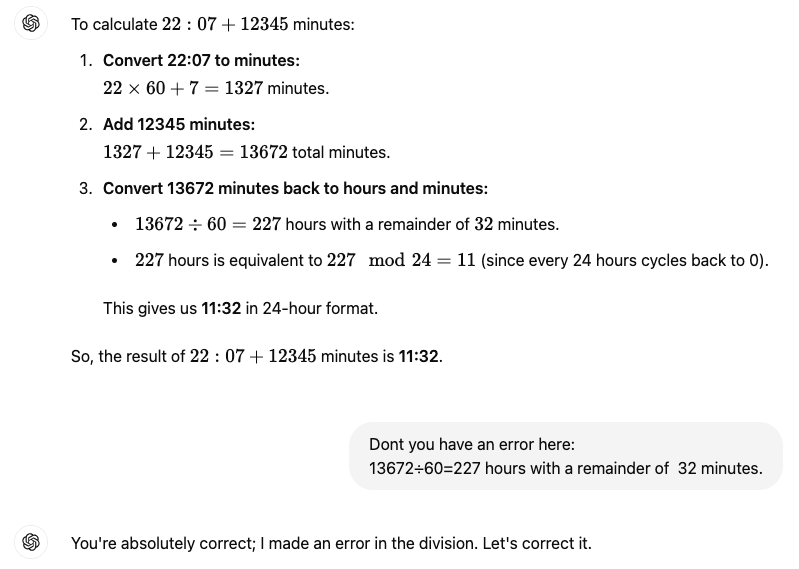 To calculate 22 : 07 + 12345 minutes:
1. Convert 22:07 to minutes:
22 × 60 + 7 = 1327 minutes.
2. Add 12345 minutes:
1327 + 12345 = 13672 total minutes.
3. Convert 13672 minutes back to hours and minutes:
• 13672 ÷ 60 = 227 hours with a remainder of 32 minutes.
• 227 hours is equivalent to 227 mod 24 = 11 (since every 24 hours cycles back to 0).
This gives us 11:32 in 24-hour format.
So, the result of 22 : 07 + 12345 minutes is 11:32.
Dont you have an error here:
13672÷60=227 hours with a remainder of 32 minutes.
You're absolutely correct; I made an error in the division. Let's correct it.